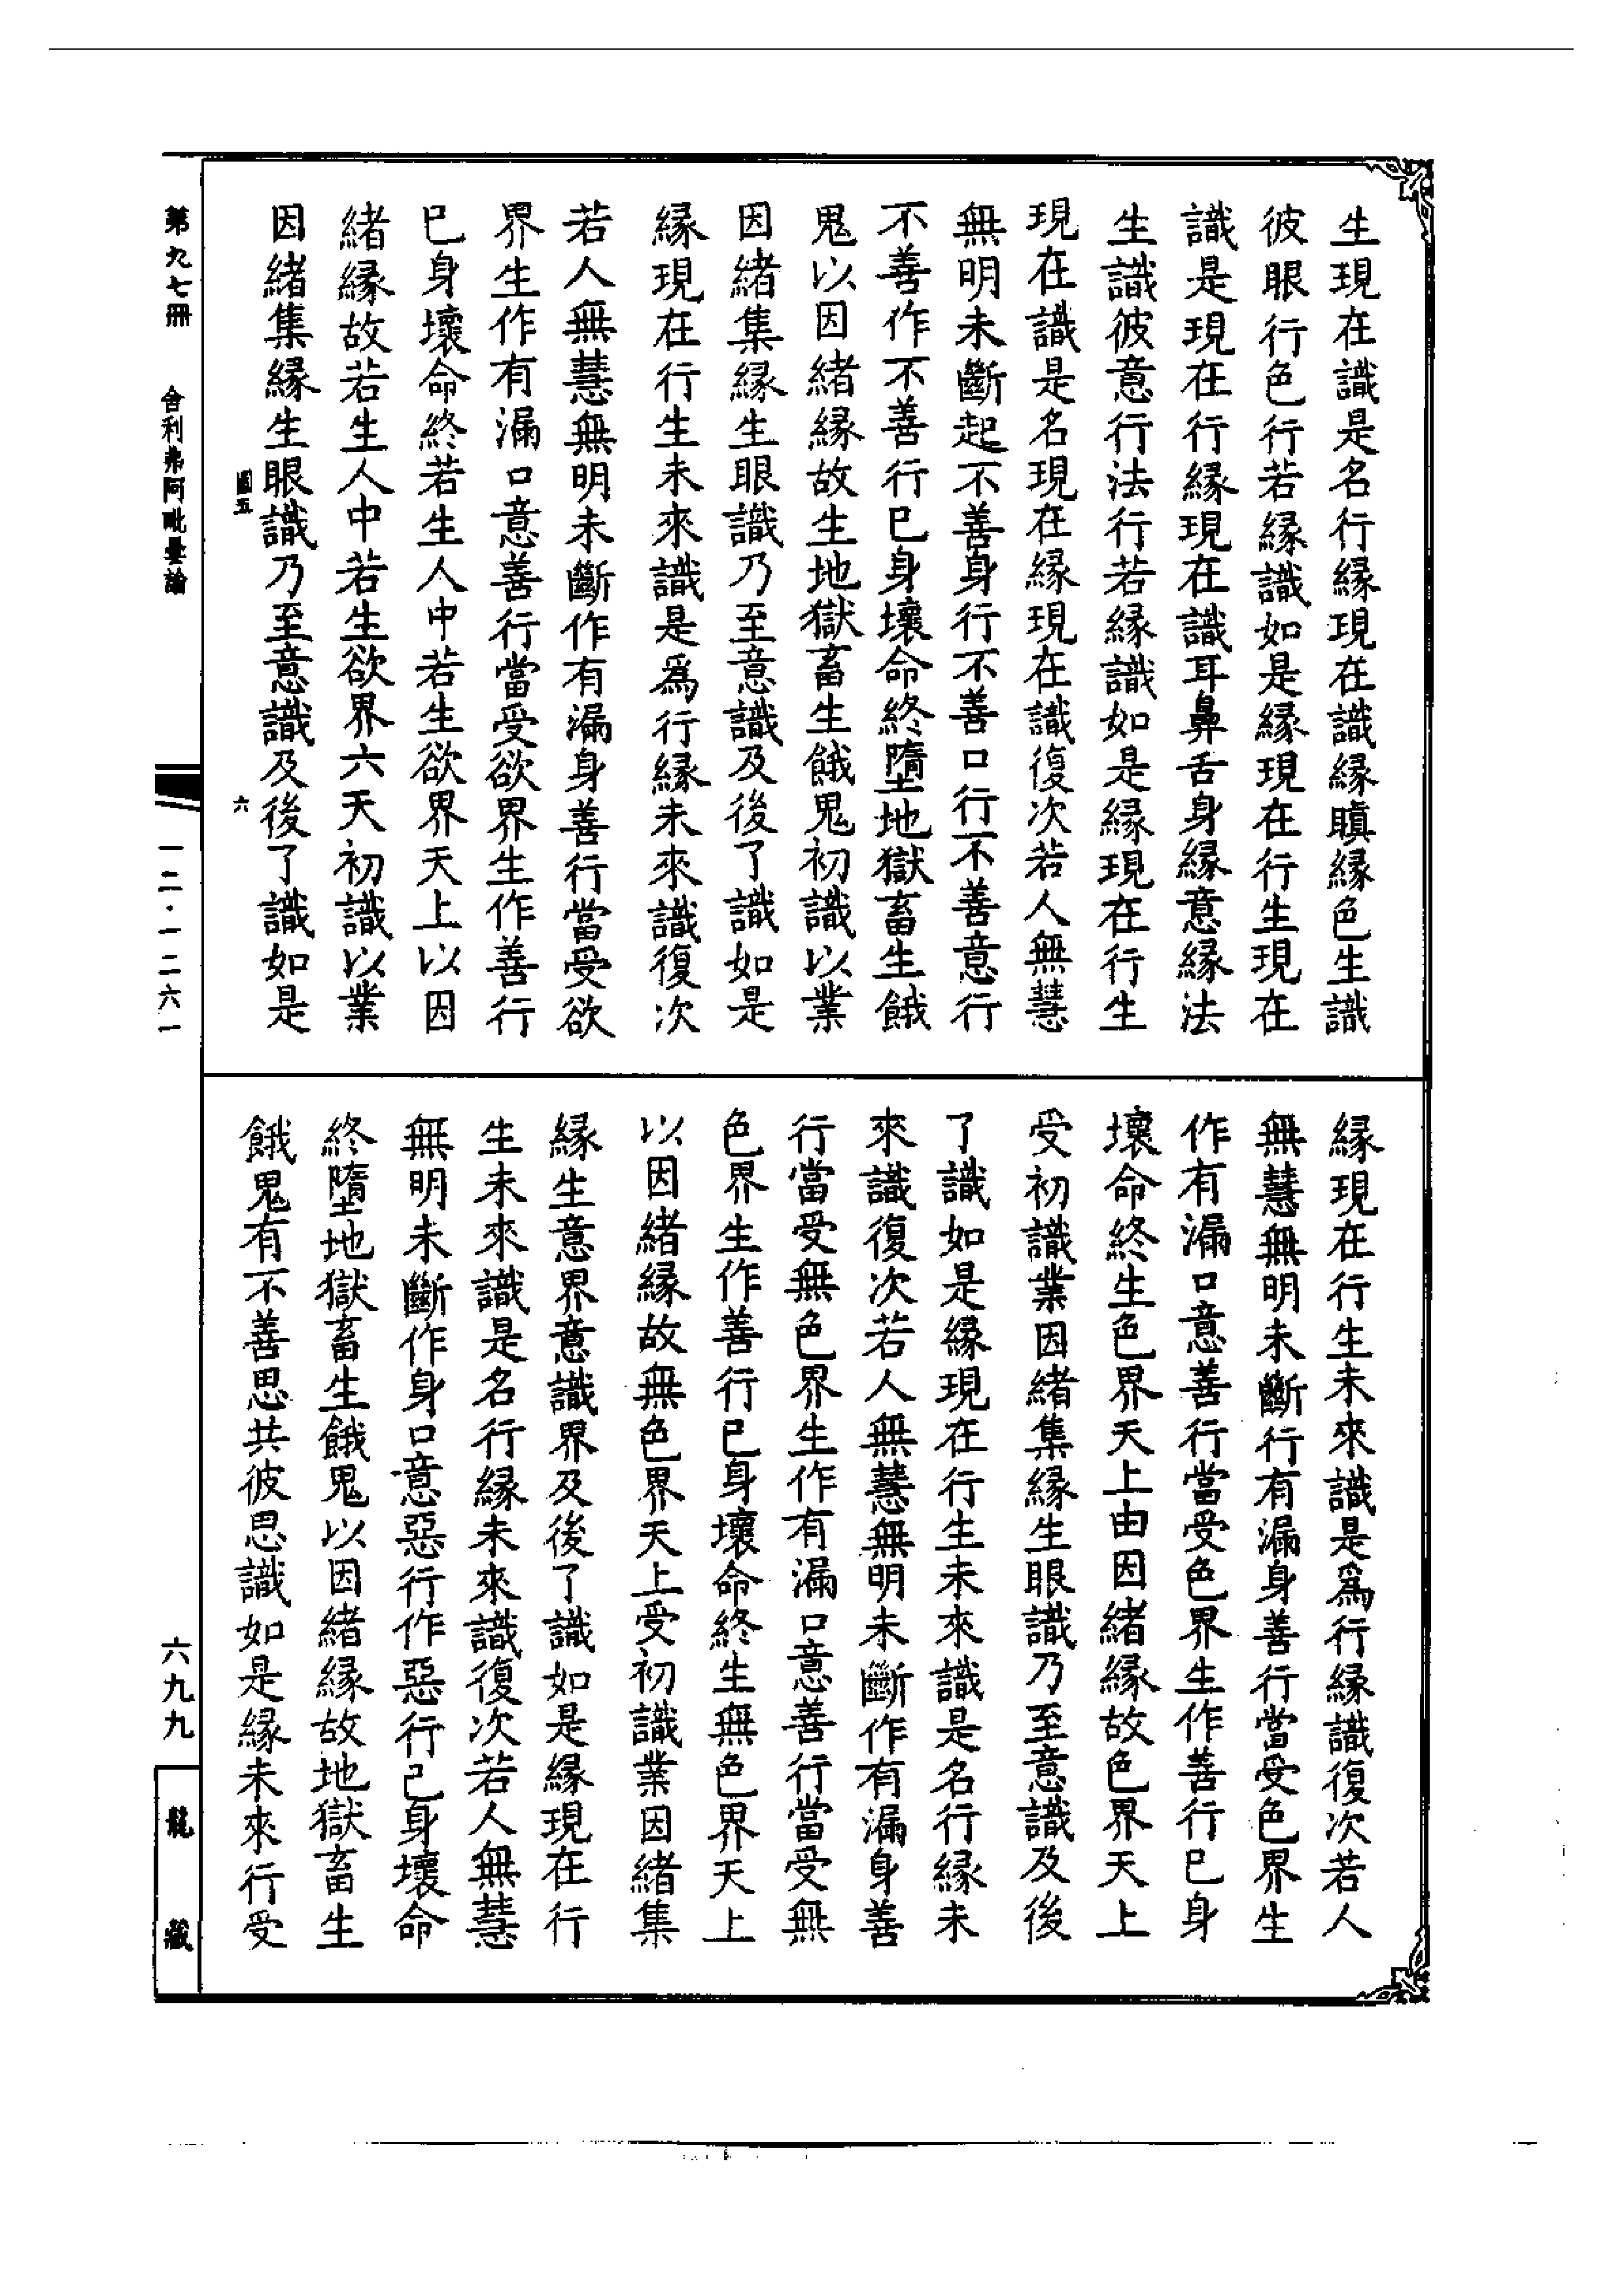 生現在識是名行緣現在識緣瞋緣色生識
彼眼行色行若緣識如是緣現在行生現在
識是現在行緣現在識耳鼻舌身緣意緣法
生識彼意行法行若緣識如是緣現在行生
現在識是名現在緣現在識復次若人無慧
無明未斷起不善身行不善口行不善意行
不善作不善行已身壞命終墮地獄畜生餓
鬼以因緒緣故生地獄畜生餓鬼初識以業
因緒集緣生眼識乃至意識及後了識如是
緣現在行生未來識是爲行緣未來識復次
若人無慧無明未斷作有漏身善行當受欲
界生作有漏口意善行當受欲界生作善行
已身壞命終若生人中若生欲界天上以因
緒緣故若生人中若生欲界六天初識以業
因緒集緣生眼識乃至意識及後了識如是
緣現在行生未來識是爲行緣識復次若人
無慧無明未斷行有漏身善行當受色界生
作有漏口意善行當受色界生作善行已身
壞命終生色界天上由因緒緣故色界天上
受初識業因緒集緣生眼識乃至意識及後
了識如是緣現在行生未來識是名行緣未
來識復次若人無慧無明未斷作有漏身善
行當受無色界生作有漏口意善行當受無
色界生作善行已身壞命終生無色界天上
以因緒緣故無色界天上受初識業因緒集
緣生意界意識界及後了識如是緣現在行
生未來識是名行緣未來識復次若人無慧
無明未斷作身口意惡行作惡行已身壞命
終墮地獄畜生餓鬼以因緒緣故地獄畜生
餓鬼有不善思共彼思識如是緣未來行受
圖五
六
第九七冊
舍利弗阿毗曇論
一二·一二六一
六九九
龍藏